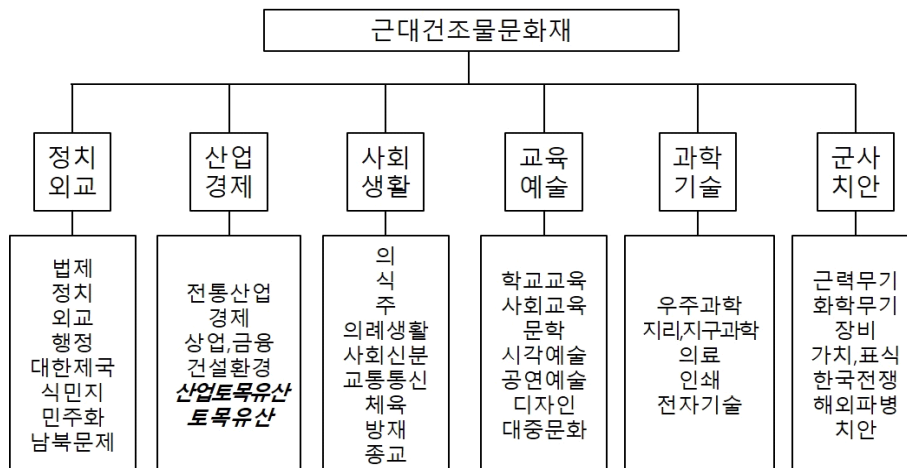 근대건조물문화재
정치
외교
산업
경제
사회
생활
교육
예술
과학
기술
군사
치안
법제
정치
외교
행정
대한제국
식민지
민주화
남북문제
전통산업
경제
상업,금융
건설환경
산업토목유산
토목유산
의
식
주
의례생활
사회신분
교통통신
체육
방재
종교
학교교육
사회교육
문학
시각예술
공연예술
디자인
대중문화
우주과학
지리,지구과학
의료
인쇄
전자기술
근력무기
화학무기
장비
가치,표식
한국전쟁
해외파병
치안